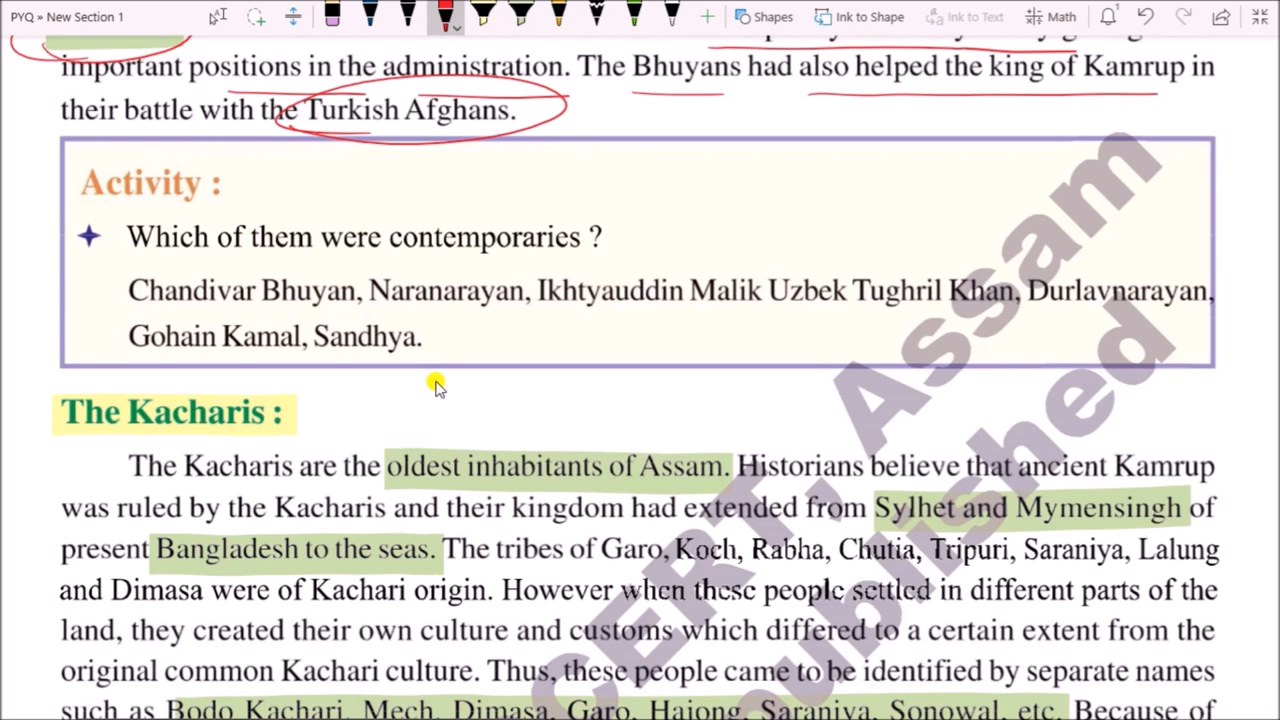 PYQ » New Section 1
Shapes
Ink to Shape
Ink to Text
Math
important positions in the administration. The Bhuyans had also helped the king of Kamrup in
their battle with the Turkish Afghans.
Activity :
Which of them were contemporaries ?
Chandivar Bhuyan, Naranarayan, Ikhtyauddin Malik Uzbek Tughril Khan, Durlavnarayan,
Gohain Kamal, Sandhya.
The Kacharis :
The Kacharis are the oldest inhabitants of Assam. Historians believe that ancient Kamrup
was ruled by the Kacharis and their kingdom had extended from Sylhet and Mymensingh of
present Bangladesh to the seas. The tribes of Garo, Koch, Rabha, Chutia, Tripuri, Saraniya, Lalung
and Dimasa were of Kachari origin. However when these people settled in different parts of the
land, they created their own culture and customs which differed to a certain extent from the
original common Kachari culture. Thus, these people came to be identified by separate names
such as Bodo Kachari, Mech, Dimasa, Garo, Hajong, Saraniya, Sonowal, etc. Because of
CERT, Assam
published